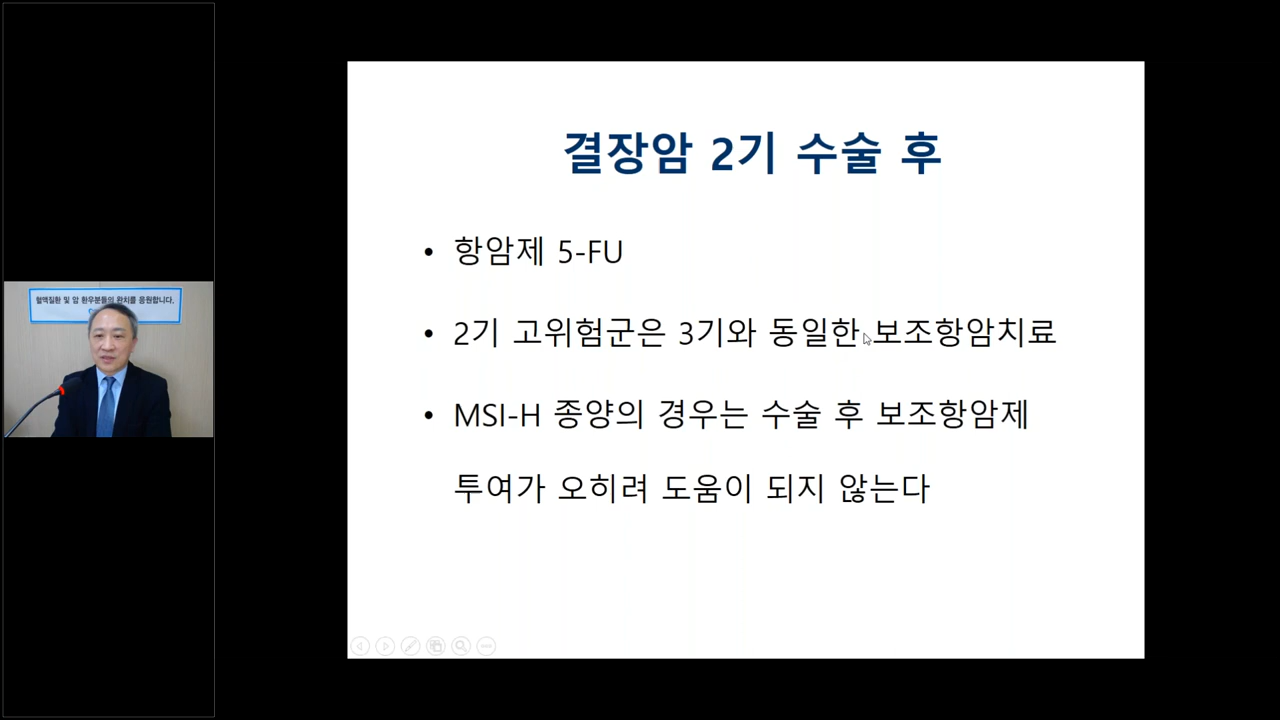 결장암 2기 수술 후
• 항암제 5-FU
• 2기 고위험군은 3기와 동일한 보조항암치료
• MSI-H 종양의 경우는 수술 후 보조항암제
투여가 오히려 도움이 되지 않는다
혈액질환 및 암 환우분들의 완치를 응원합니다.